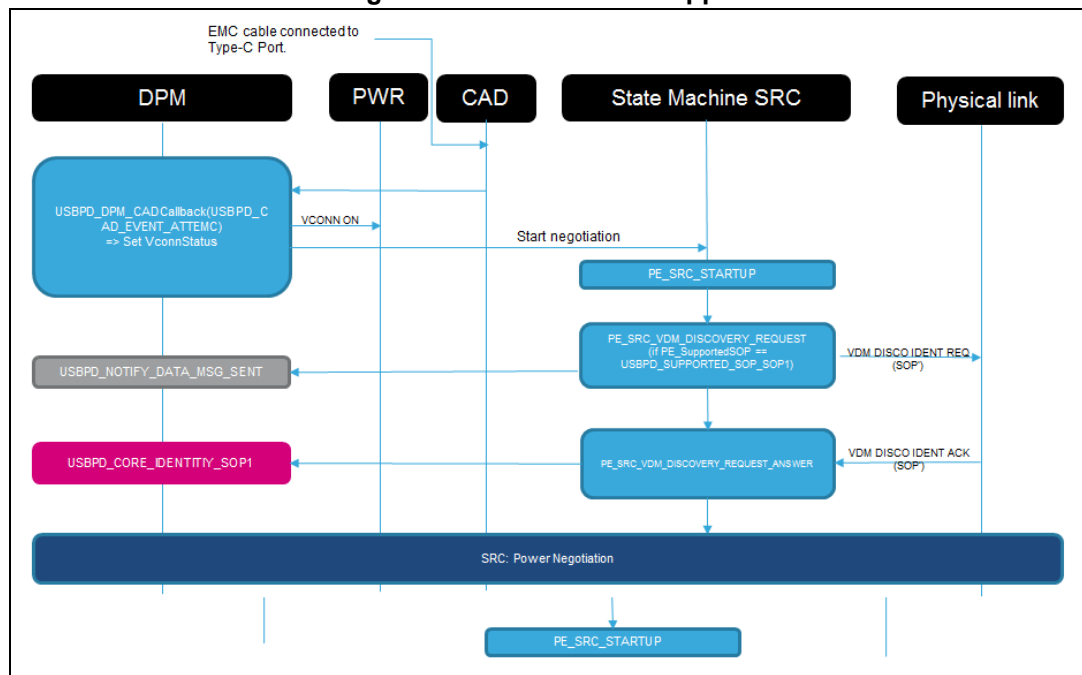 EMC cable connected to
Type-C Port.
DPM
PWR
CAD
State Machine SRC
Physical link
USBPD_DPM_CADCallback(USBPD_C
AD_EVENT_ATTEMC)
=> Set VconnStatus
VCONN ON
Start negotiation
PE_SRC_STARTUP
PE_SRC_VDM_DISCOVERY_REQUEST
(if PE_SupportedSOP ==
USBPD_SUPPORTED_SOP_SOP1)
VDM DISCO IDENT REQ
(SOP')
USBPD_NOTIFY_DATA_MSG_SENT
USBPD_CORE_IDENTITIY_SOP1
PE_SRC_VDM_DISCOVERY_REQUEST_ANSWER
VDM DISCO IDENT ACK
(SOP')
SRC: Power Negotiation
PE_SRC_STARTUP